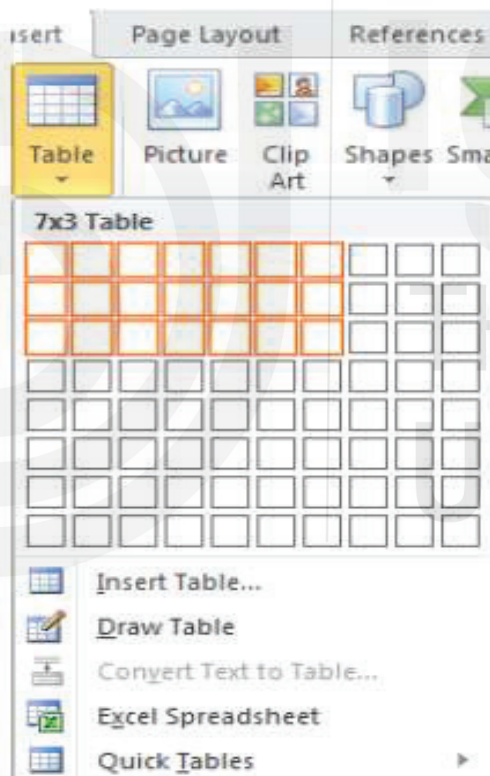 nsert Page Layout References
Table Picture Clip Art Shapes Sma
7x3 Table
Insert Table...
Draw Table
Convert Text to Table...
Excel Spreadsheet
Quick Tables